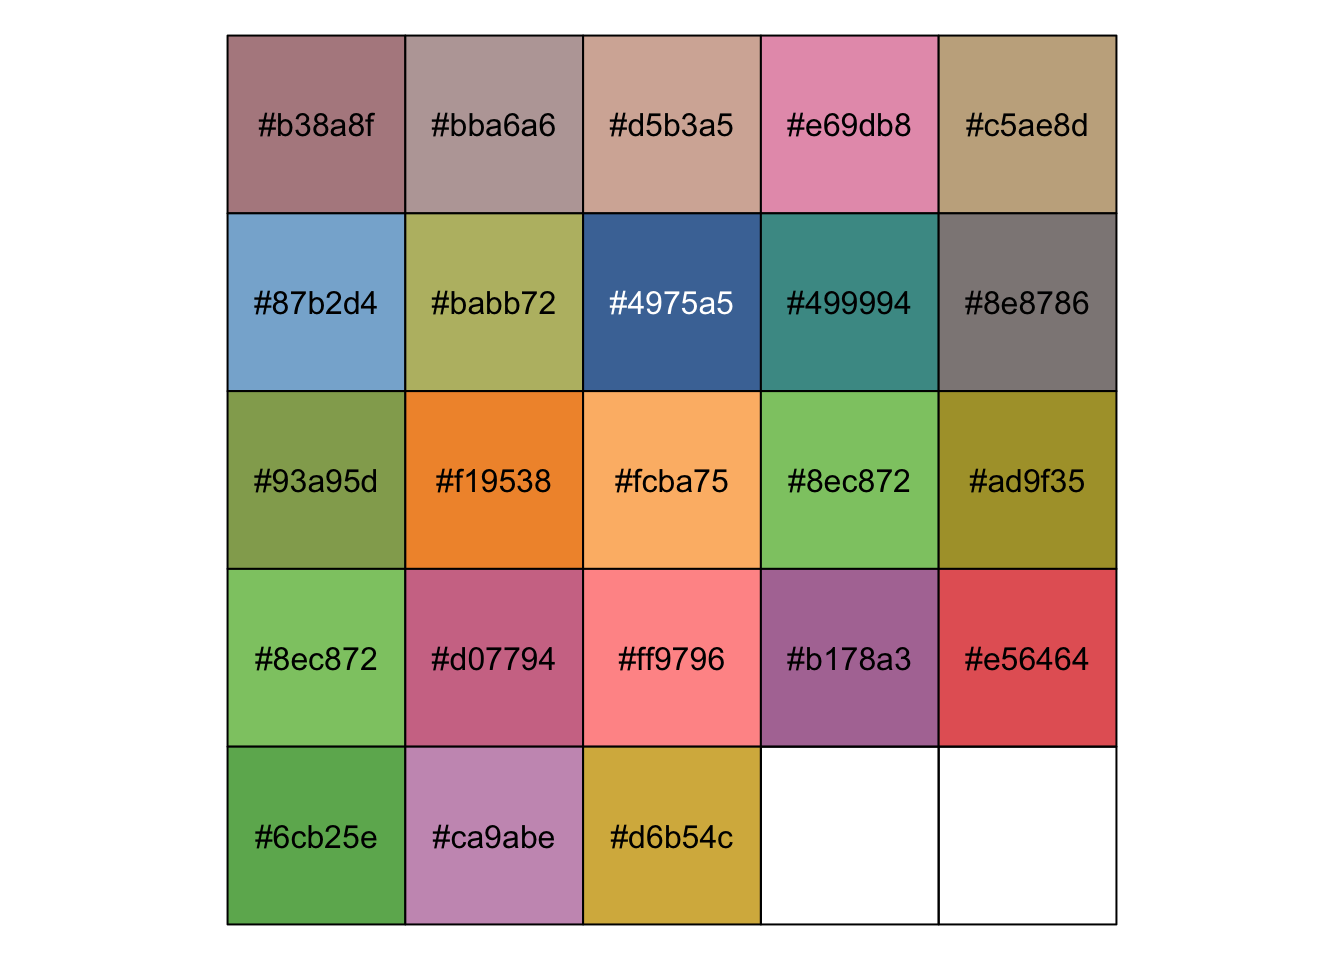 #b38a8f #bba6a6 #d5b3a5 #e69db8 #c5ae8d
#87b2d4 #babb72 #4975a5 #499994 #8e8786
#93a95d #f19538 #fcba75 #8ec872 #ad9f35
#8ec872 #d07794 #ff9796 #b178a3 #e56464
#6cb25e #ca9abe #d6b54c